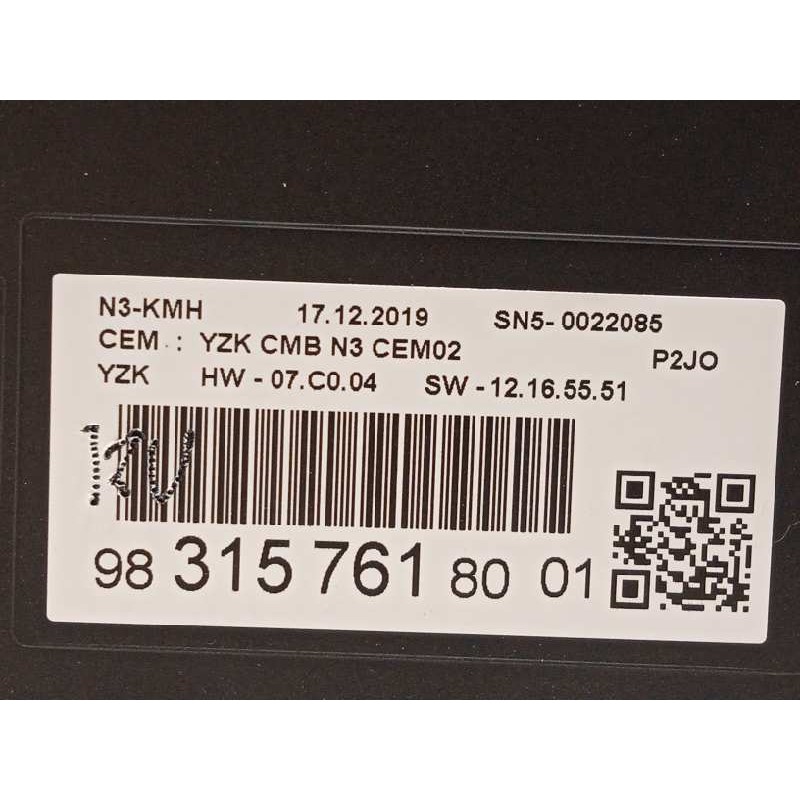 N3-KMH 17.12.2019 SN5- 0022085
CEM : YZK CMB N3 CEM02 P2JO
YZK HW - 07.C0.04 SW -12.16.55.51
12V
98 315 761 80 01